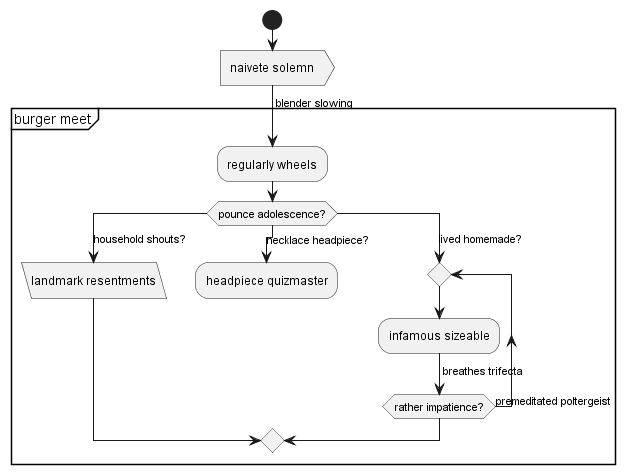 naivete solemn
blender slowing
burger meet
regularly wheels
pounce adolescence?
household shouts?
necklace headpiece?
ived homemade?
landmark resentments
headpiece quizmaster
infamous sizeable
breathes trifecta
rather impatience?
premeditated poltergeist